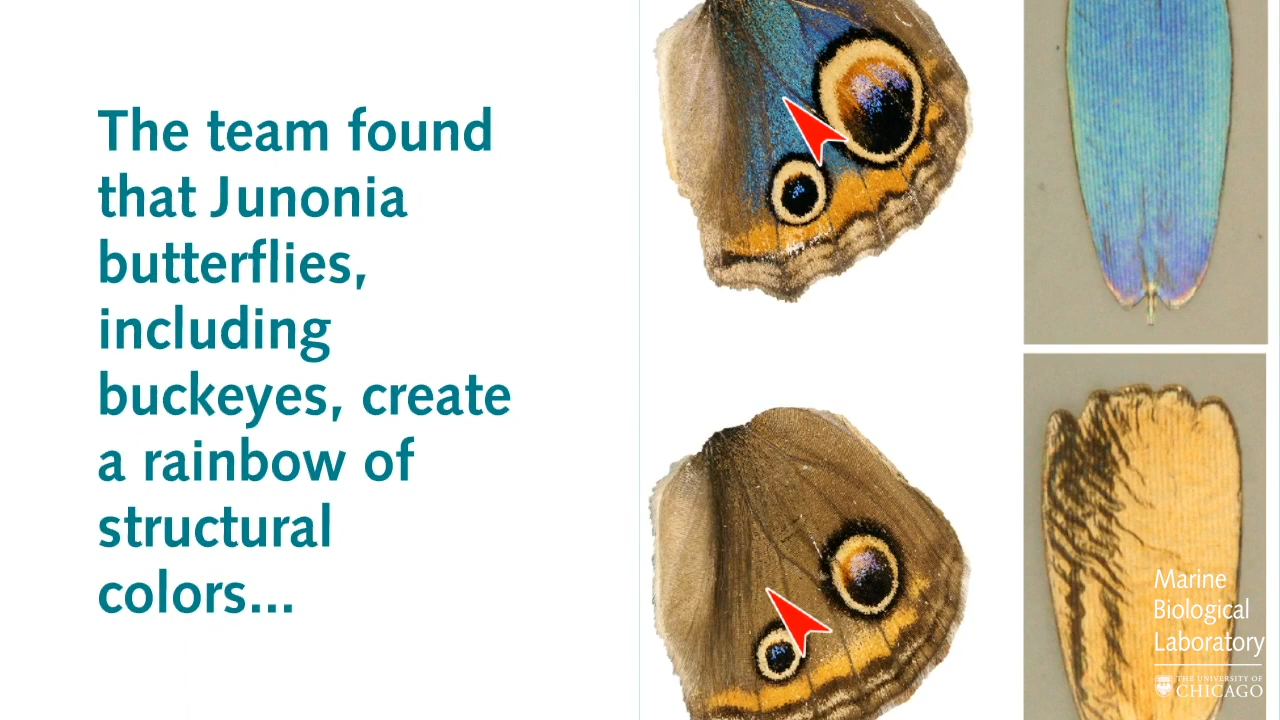 The team found
that Junonia
butterflies,
including
buckeyes, create
a rainbow of
structural
colors...
Marine
Biological
Laboratory
THE UNIVERSITY OF
CHICAGO